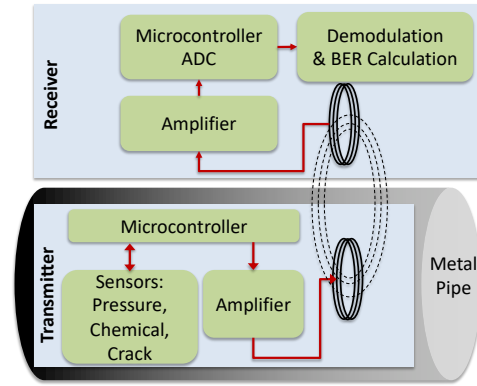 Receiver
Microcontroller
ADC
Demodulation
& BER Calculation
Amplifier
Transmitter
Microcontroller
Sensors:
Pressure,
Chemical,
Crack
Amplifier
Metal
Pipe